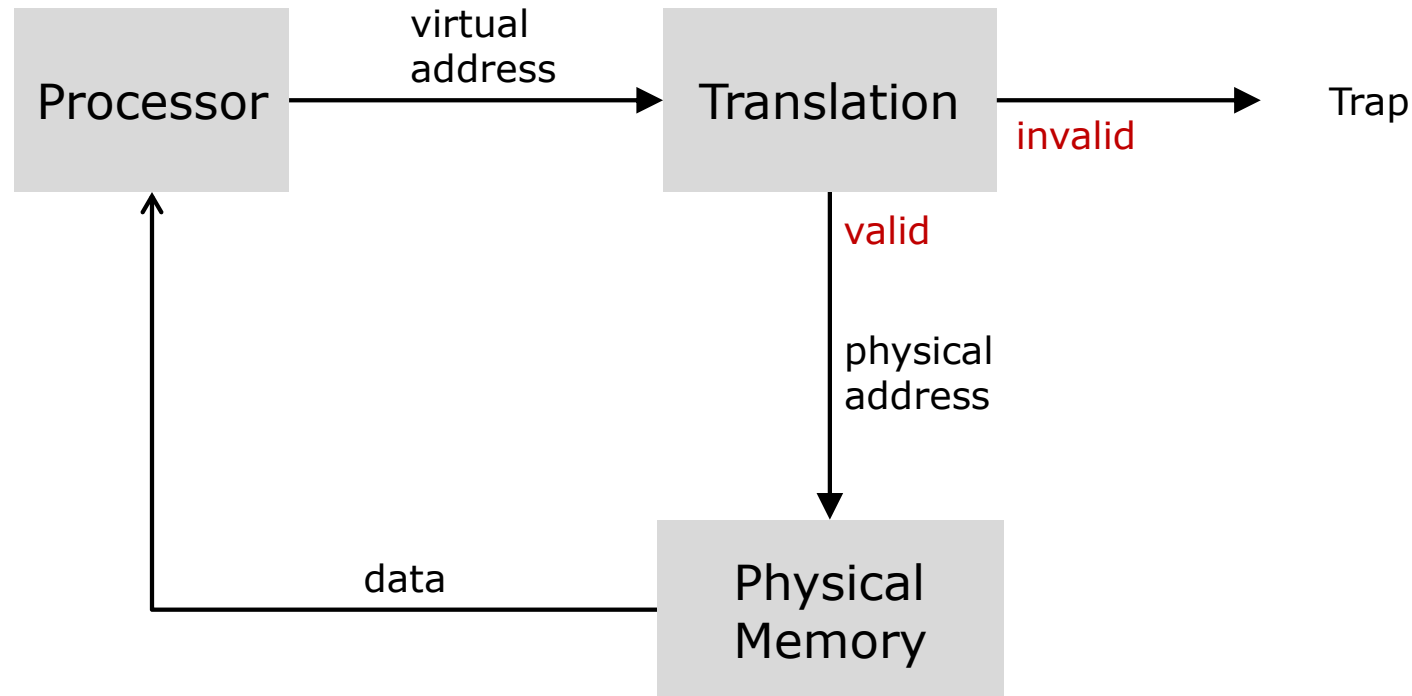 virtual
address
Processor
Translation
Trap
invalid
valid
physical
address
data
Physical
Memory